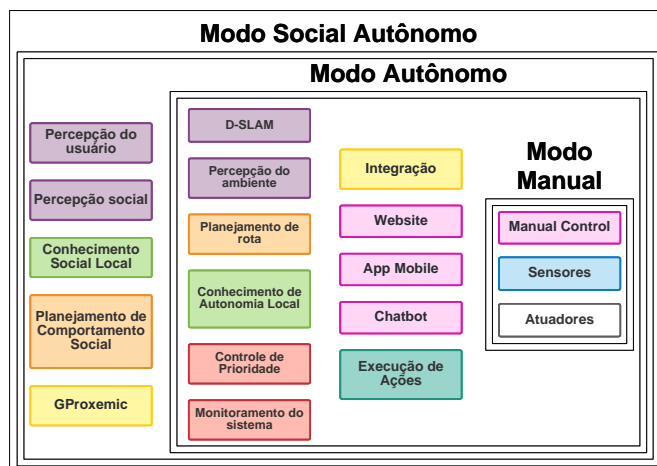 Modo Social Autônomo
Modo Autônomo
Percepção do
usuário
Percepção social
Conhecimento
Social Local
Planejamento de
Comportamento
Social
GProxemic
D-SLAM
Percepção do
ambiente
Planejamento de
rota
Conhecimento de
Autonomia Local
Controle de
Prioridade
Monitoramento do
sistema
Integração
Website
App Mobile
Chatbot
Execução de
Ações
Modo
Manual
Manual Control
Sensores
Atuadores